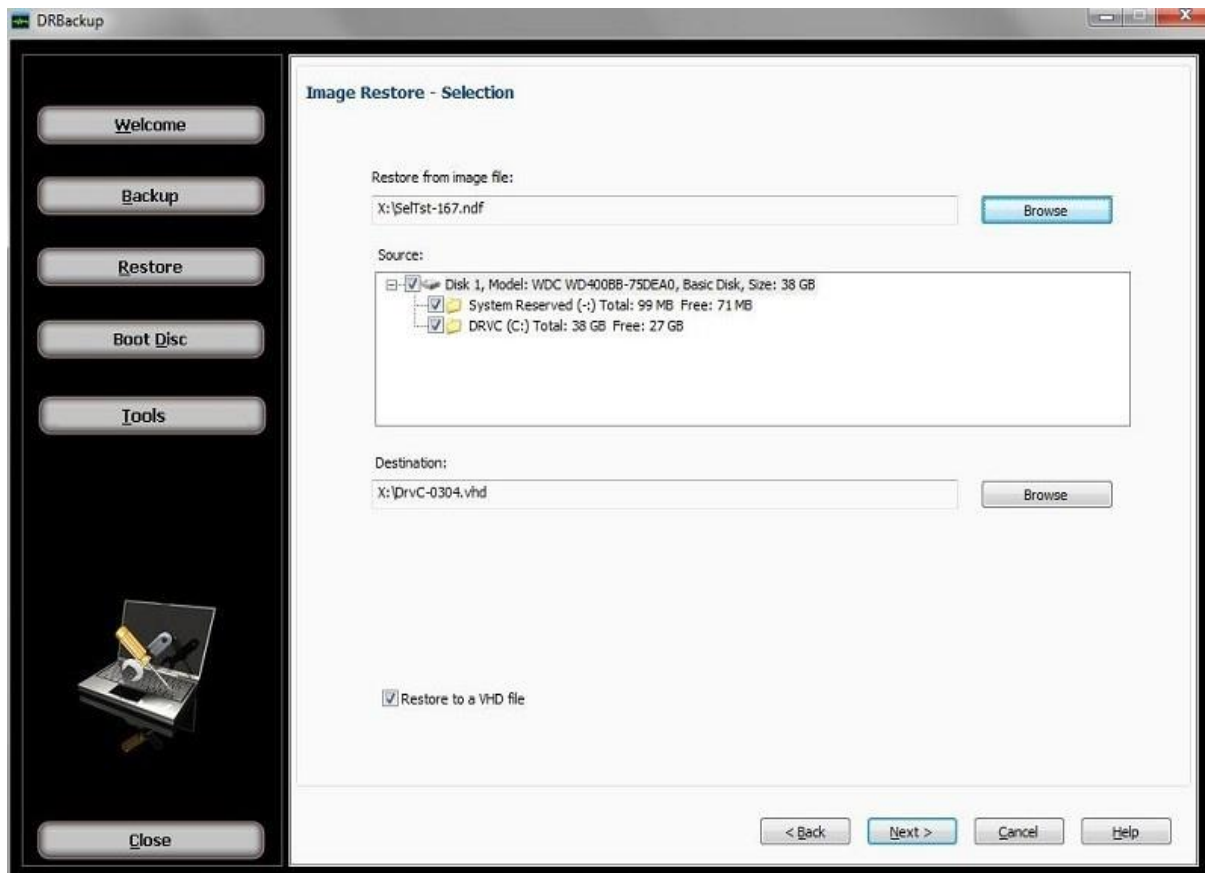 DRBackup
Welcome
Backup
Restore
Boot Disc
Tools
Close
Image Restore - Selection
Restore from image file:
X:\SelTst-167.ndf
Browse
Source:
Disk 1, Model: WDC WD400BB-75DEA0, Basic Disk, Size: 38 GB
System Reserved (-:) Total: 99 MB Free: 71 MB
DRVC (C:) Total: 38 GB Free: 27 GB
Destination:
X:\DrvC-0304.vhd
Browse
Restore to a VHD file
< Back
Next >
Cancel
Help